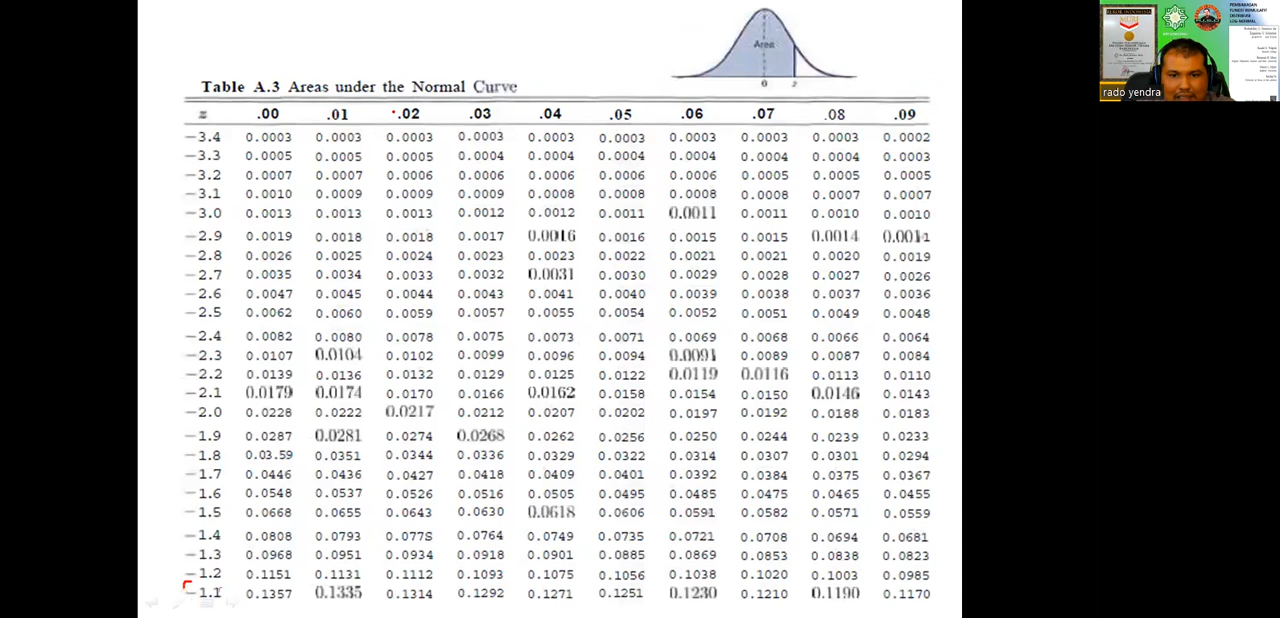 Area
0 z
Table A.3 Areas under the Normal Curve
z .00 .01 .02 .03 .04 .05 .06 .07 .08 .09
−3.4 0.0003 0.0003 0.0003 0.0003 0.0003 0.0003 0.0003 0.0003 0.0003 0.0002
−3.3 0.0005 0.0005 0.0005 0.0004 0.0004 0.0004 0.0004 0.0004 0.0004 0.0003
−3.2 0.0007 0.0007 0.0006 0.0006 0.0006 0.0006 0.0006 0.0005 0.0005 0.0005
−3.1 0.0010 0.0009 0.0009 0.0009 0.0008 0.0008 0.0008 0.0008 0.0007 0.0007
−3.0 0.0013 0.0013 0.0013 0.0012 0.0012 0.0011 0.0011 0.0011 0.0010 0.0010
−2.9 0.0019 0.0018 0.0018 0.0017 0.0016 0.0016 0.0015 0.0015 0.0014 0.0011
−2.8 0.0026 0.0025 0.0024 0.0023 0.0023 0.0022 0.0021 0.0021 0.0020 0.0019
−2.7 0.0035 0.0034 0.0033 0.0032 0.0031 0.0030 0.0029 0.0028 0.0027 0.0026
−2.6 0.0047 0.0045 0.0044 0.0043 0.0041 0.0040 0.0039 0.0038 0.0037 0.0036
−2.5 0.0062 0.0060 0.0059 0.0057 0.0055 0.0054 0.0052 0.0051 0.0049 0.0048
−2.4 0.0082 0.0080 0.0078 0.0075 0.0073 0.0071 0.0069 0.0068 0.0066 0.0064
−2.3 0.0107 0.0104 0.0102 0.0099 0.0096 0.0094 0.0091 0.0089 0.0087 0.0084
−2.2 0.0139 0.0136 0.0132 0.0129 0.0125 0.0122 0.0119 0.0116 0.0113 0.0110
−2.1 0.0179 0.0174 0.0170 0.0166 0.0162 0.0158 0.0154 0.0150 0.0146 0.0143
−2.0 0.0228 0.0222 0.0217 0.0212 0.0207 0.0202 0.0197 0.0192 0.0188 0.0183
−1.9 0.0287 0.0281 0.0274 0.0268 0.0262 0.0256 0.0250 0.0244 0.0239 0.0233
−1.8 0.03.59 0.0351 0.0344 0.0336 0.0329 0.0322 0.0314 0.0307 0.0301 0.0294
−1.7 0.0446 0.0436 0.0427 0.0418 0.0409 0.0401 0.0392 0.0384 0.0375 0.0367
−1.6 0.0548 0.0537 0.0526 0.0516 0.0505 0.0495 0.0485 0.0475 0.0465 0.0455
−1.5 0.0668 0.0655 0.0643 0.0630 0.0618 0.0606 0.0591 0.0582 0.0571 0.0559
−1.4 0.0808 0.0793 0.077S 0.0764 0.0749 0.0735 0.0721 0.0708 0.0694 0.0681
−1.3 0.0968 0.0951 0.0934 0.0918 0.0901 0.0885 0.0869 0.0853 0.0838 0.0823
−1.2 0.1151 0.1131 0.1112 0.1093 0.1075 0.1056 0.1038 0.1020 0.1003 0.0985
−1.1 0.1357 0.1335 0.1314 0.1292 0.1271 0.1251 0.1230 0.1210 0.1190 0.1170
MURI
PEMBAHASAN
FUNGSI KUMULATIF
DISTRIBUSI
LOG NORMAL
rado yendra